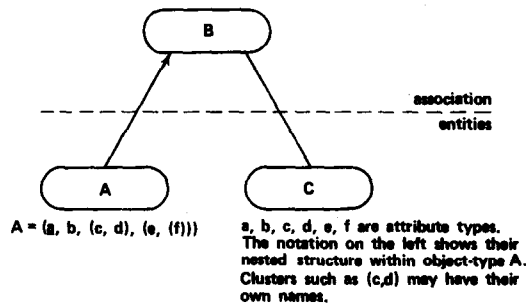 B
association
entities
A
C
A = (a, b, (c, d), (e, (f)))
a, b, c, d, e, f are attribute types.
The notation on the left shows their
nested structure within object-type A.
Clusters such as (c,d) may have their
own names.